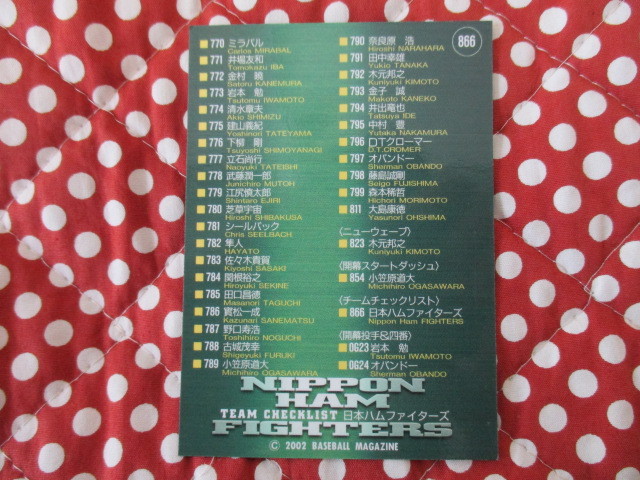 770 ミラバル
Carlos MIRABAL
771 井場友和
Tomokazu IBA
772 金村 暁
Satoru KANEMURA
773 岩本 勉
Tsutomu IWAMOTO
774 清水章夫
Akio SHIMIZU
775 建山義紀
Yoshinori TATEYAMA
776 下柳 剛
Tsuyoshi SHIMOYANAGI
777 立石尚行
Naoyuki TATEISHI
778 武藤潤一郎
Junichiro MUTOH
779 江尻慎太郎
Shintaro EJIRI
780 芝草宇宙
Hiroshi SHIBAKUSA
781 シールバック
Chris SEELBACH
782 隼人
HAYATO
783 佐々木貴賀
Kiyoshi SASAKI
784 関根裕之
Hiroyuki SEKINE
785 田口昌徳
Masanori TAGUCHI
786 實松一成
Kazunari SANEMATSU
787 野口寿浩
Toshihiro NOGUCHI
788 古城茂幸
Shigeyuki FURUKI
789 小笠原道大
Michihiro OGASAWARA
790 奈良原 浩
Hiroshi NARAHARA
791 田中幸雄
Yukio TANAKA
792 木元邦之
Kuniyuki KIMOTO
793 金子 誠
Makoto KANEKO
794 井出竜也
Tatsuya IDE
795 中村 豊
Yutaka NAKAMURA
796 D.T.クローマー
D.T.CROMER
797 オバンドー
Sherman OBANDO
798 藤島誠剛
Seigo FUJISHIMA
799 森本稀哲
Hichori MORIMOTO
811 大島康徳
Yasunori OHSHIMA
〈ニューウェーブ〉
823 木元邦之
Kuniyuki KIMOTO
〈開幕スタートダッシュ〉
854 小笠原道大
Michihiro OGASAWARA
〈チームチェックリスト〉
866 日本ハムファイターズ
Nippon Ham FIGHTERS
〈開幕投手&四番〉
0623 岩本 勉
Tsutomu IWAMOTO
0624 オバンドー
Sherman OBANDO
866
NIPPON
HAM
TEAM CHECKLIST 日本ハムファイターズ
FIGHTERS
© 2002 BASEBALL MAGAZINE